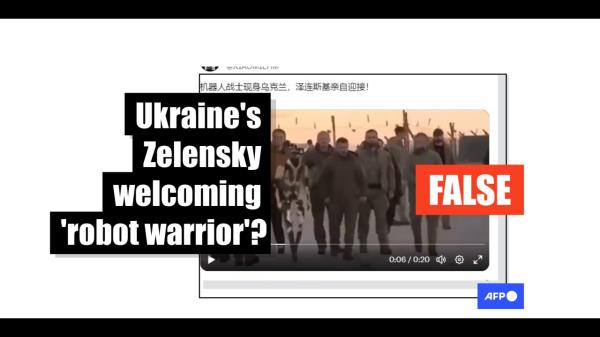 机器人战士现身乌克兰，泽连斯基亲自迎接！
Ukraine's
Zelensky
welcoming
'robot warrior'?
FALSE
0:06 / 0:20
AFP